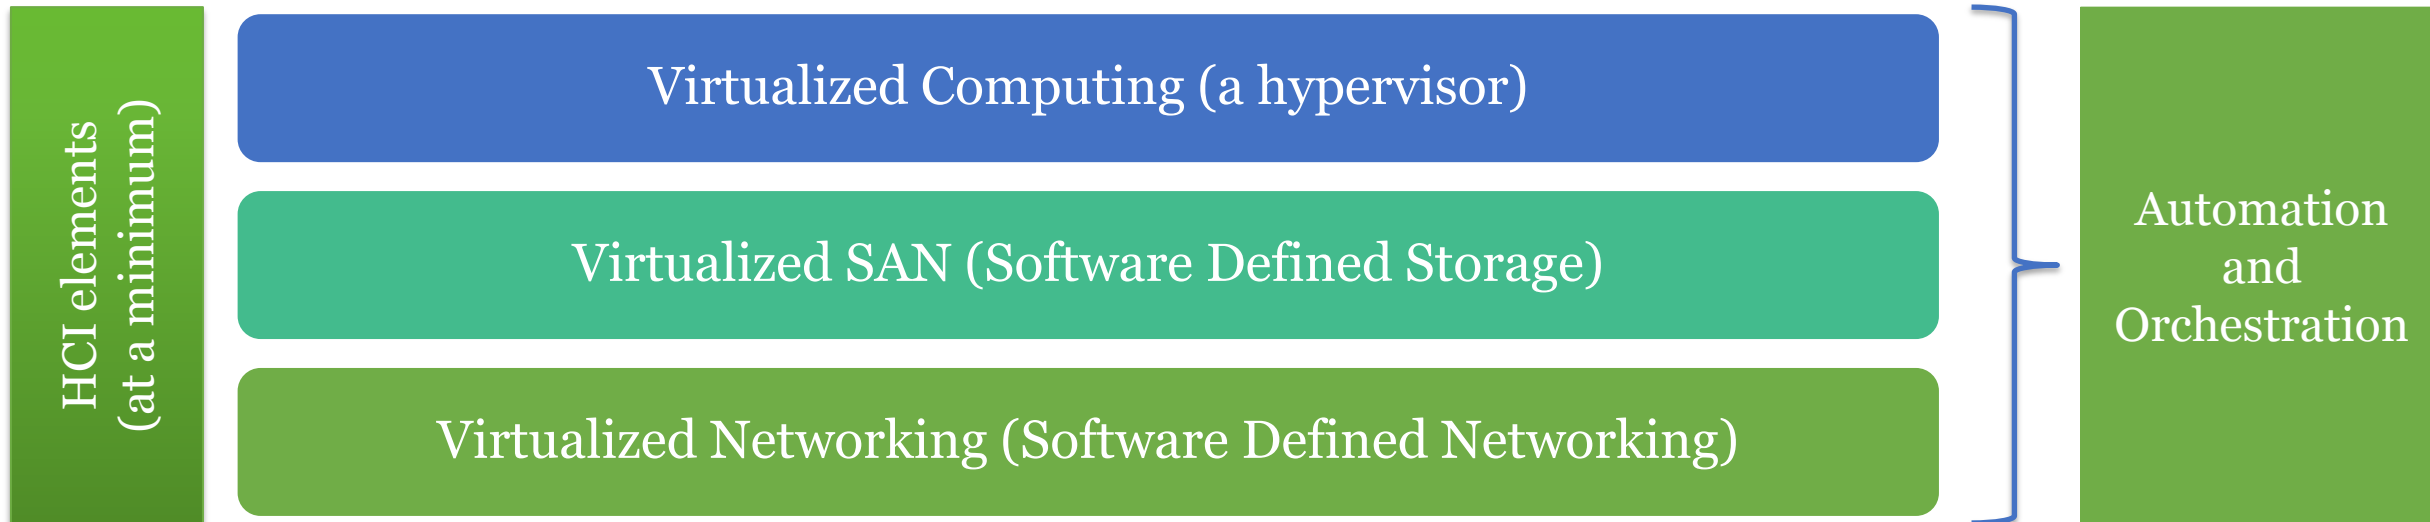 HCI elements
(at a minimum)
Virtualized Computing (a hypervisor)
Virtualized SAN (Software Defined Storage)
Virtualized Networking (Software Defined Networking)
Automation
and
Orchestration